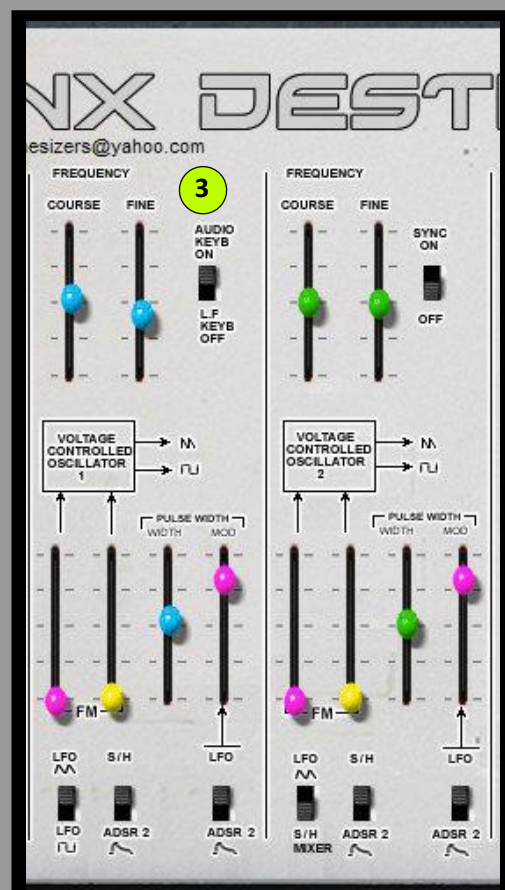 NX DEST
esizers@yahoo.com
3
FREQUENCY
COURSE FINE
AUDIO
KEYB
ON
L.F
KEYB
OFF
VOLTAGE
CONTROLLED
OSCILLATOR
1
PULSE WIDTH
WIDTH MOD
FM
LFO S/H LFO
LFO ADSR 2 ADSR 2
FREQUENCY
COURSE FINE
SYNC
ON
OFF
VOLTAGE
CONTROLLED
OSCILLATOR
2
PULSE WIDTH
WIDTH MOD
FM
LFO S/H LFO
S/H
MIXER ADSR 2 ADSR 2